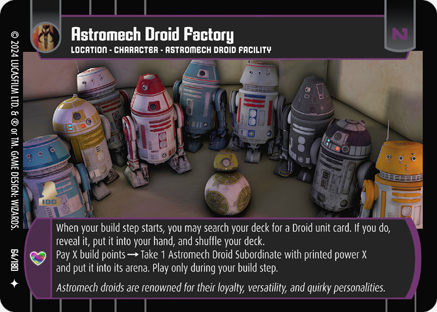 Astromech Droid Factory
LOCATION - CHARACTER - ASTROMECH DROID FACILITY
N
When your build step starts, you may search your deck for a Droid unit card. If you do,
reveal it, put it into your hand, and shuffle your deck.
Pay X build points → Take 1 Astromech Droid Subordinate with printed power X
and put it into its arena. Play only during your build step.
Astromech droids are renowned for their loyalty, versatility, and quirky personalities.
© 2024 LUCASFILM LTD. & ® OR TM. GAME DESIGN: WIZARDS.
64/180